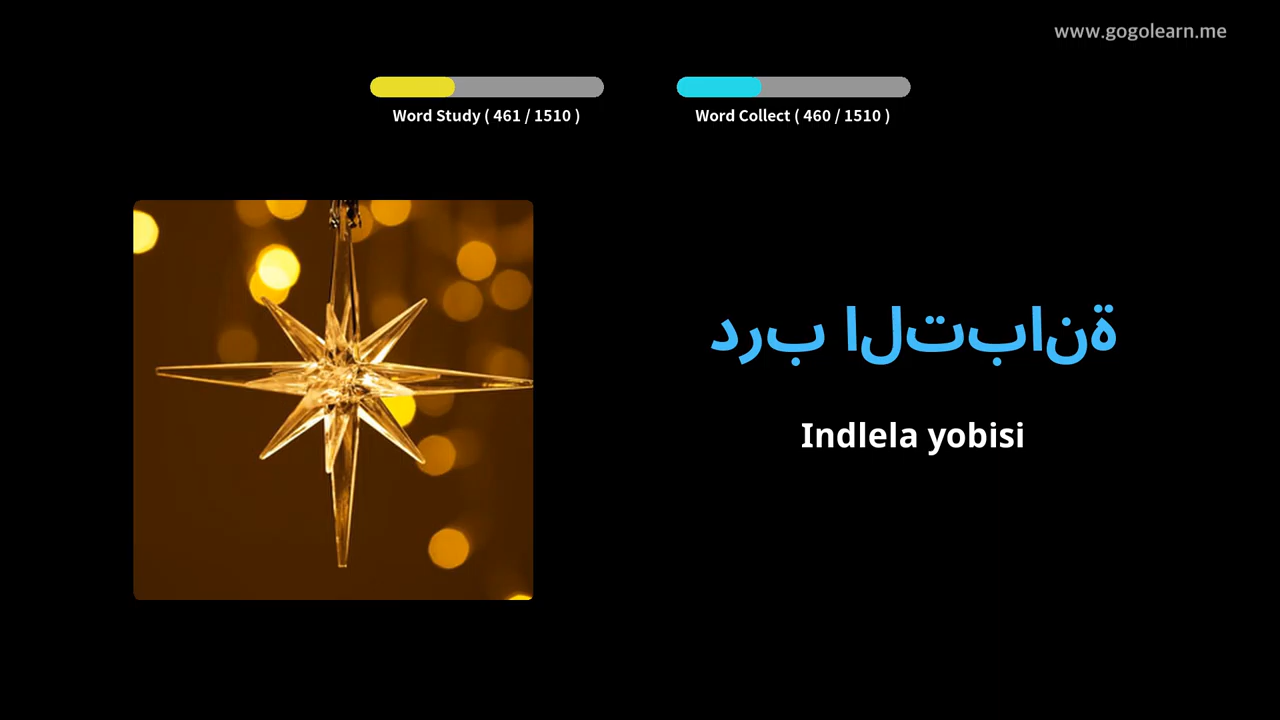 www.gogolearn.me
Word Study ( 461 / 1510 )
Word Collect ( 460 / 1510 )
درب التبانة
Indlela yobisi